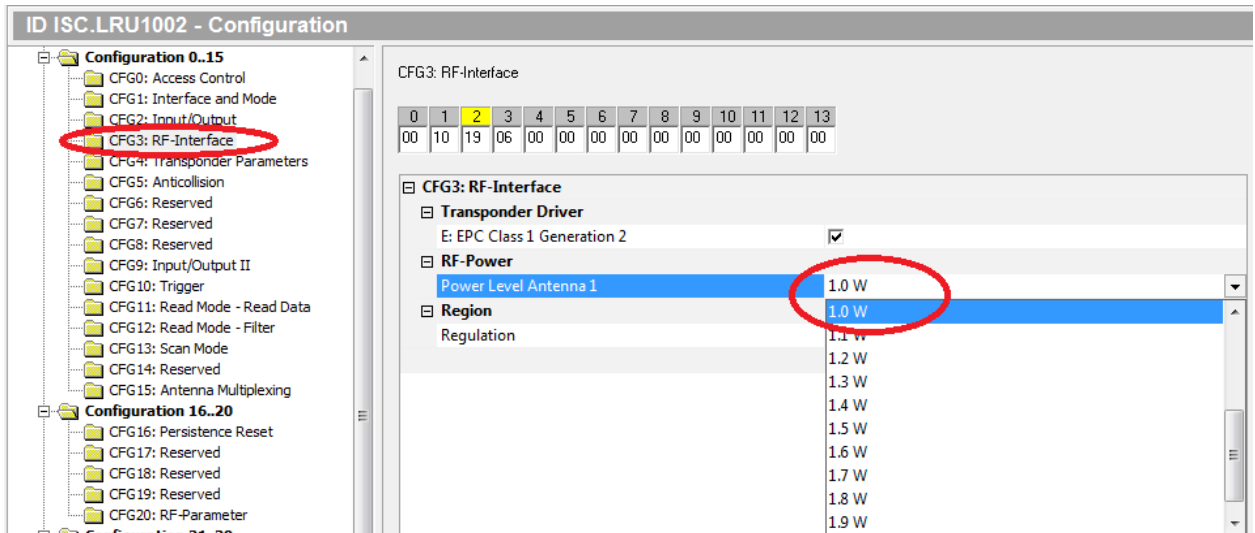 ID ISC.LRU1002 - Configuration
Configuration 0..15
CFG0: Access Control
CFG1: Interface and Mode
CFG2: Input/Output
CFG3: RF-Interface
CFG4: Transponder Parameters
CFG5: Anticollision
CFG6: Reserved
CFG7: Reserved
CFG8: Reserved
CFG9: Input/Output II
CFG10: Trigger
CFG11: Read Mode - Read Data
CFG12: Read Mode - Filter
CFG13: Scan Mode
CFG14: Reserved
CFG15: Antenna Multiplexing
Configuration 16..20
CFG16: Persistence Reset
CFG17: Reserved
CFG18: Reserved
CFG19: Reserved
CFG20: RF-Parameter
CFG3: RF-Interface
0 1 2 3 4 5 6 7 8 9 10 11 12 13
00 10 19 06 00 00 00 00 00 00 00 00 00 00
CFG3: RF-Interface
Transponder Driver
E: EPC Class 1 Generation 2
RF-Power
Power Level Antenna 1 1.0 W
Region 1.0 W
Regulation 1.1 W
1.2 W
1.3 W
1.4 W
1.5 W
1.6 W
1.7 W
1.8 W
1.9 W